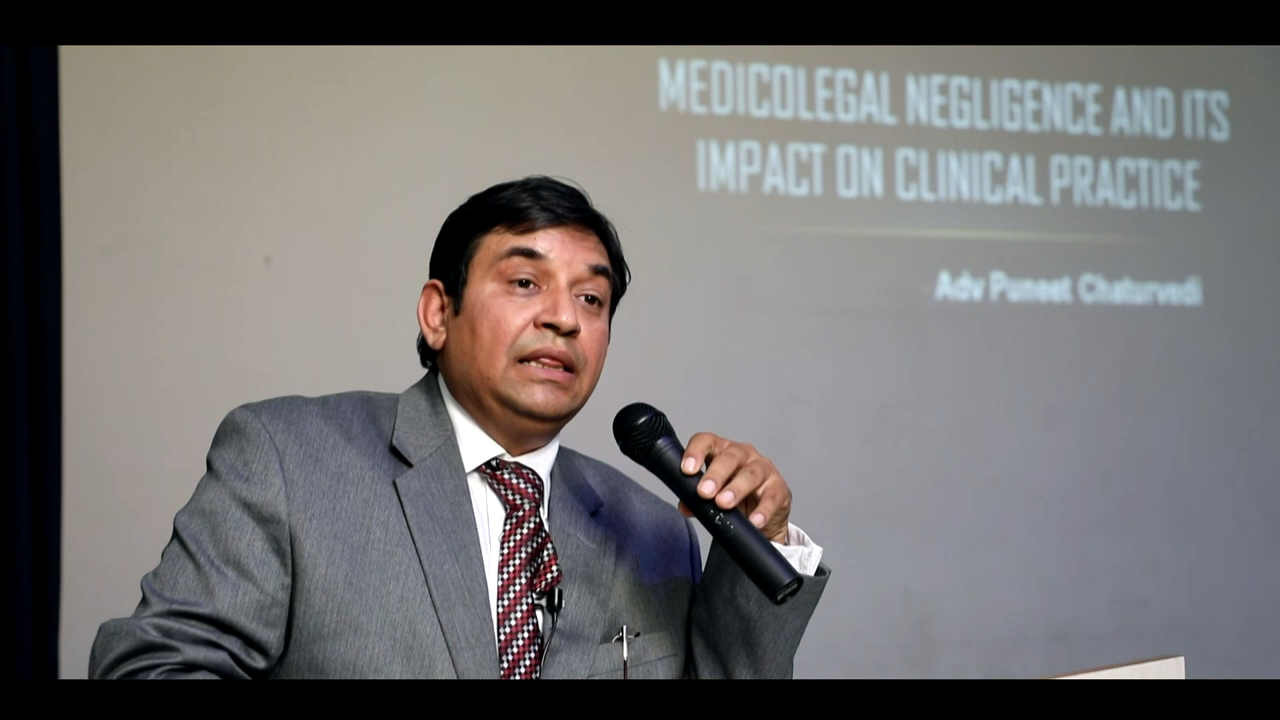 MEDICOLEGAL NEGLIGENCE AND ITS
IMPACT ON CLINICAL PRACTICE
Adv Puneet Chaturvedi